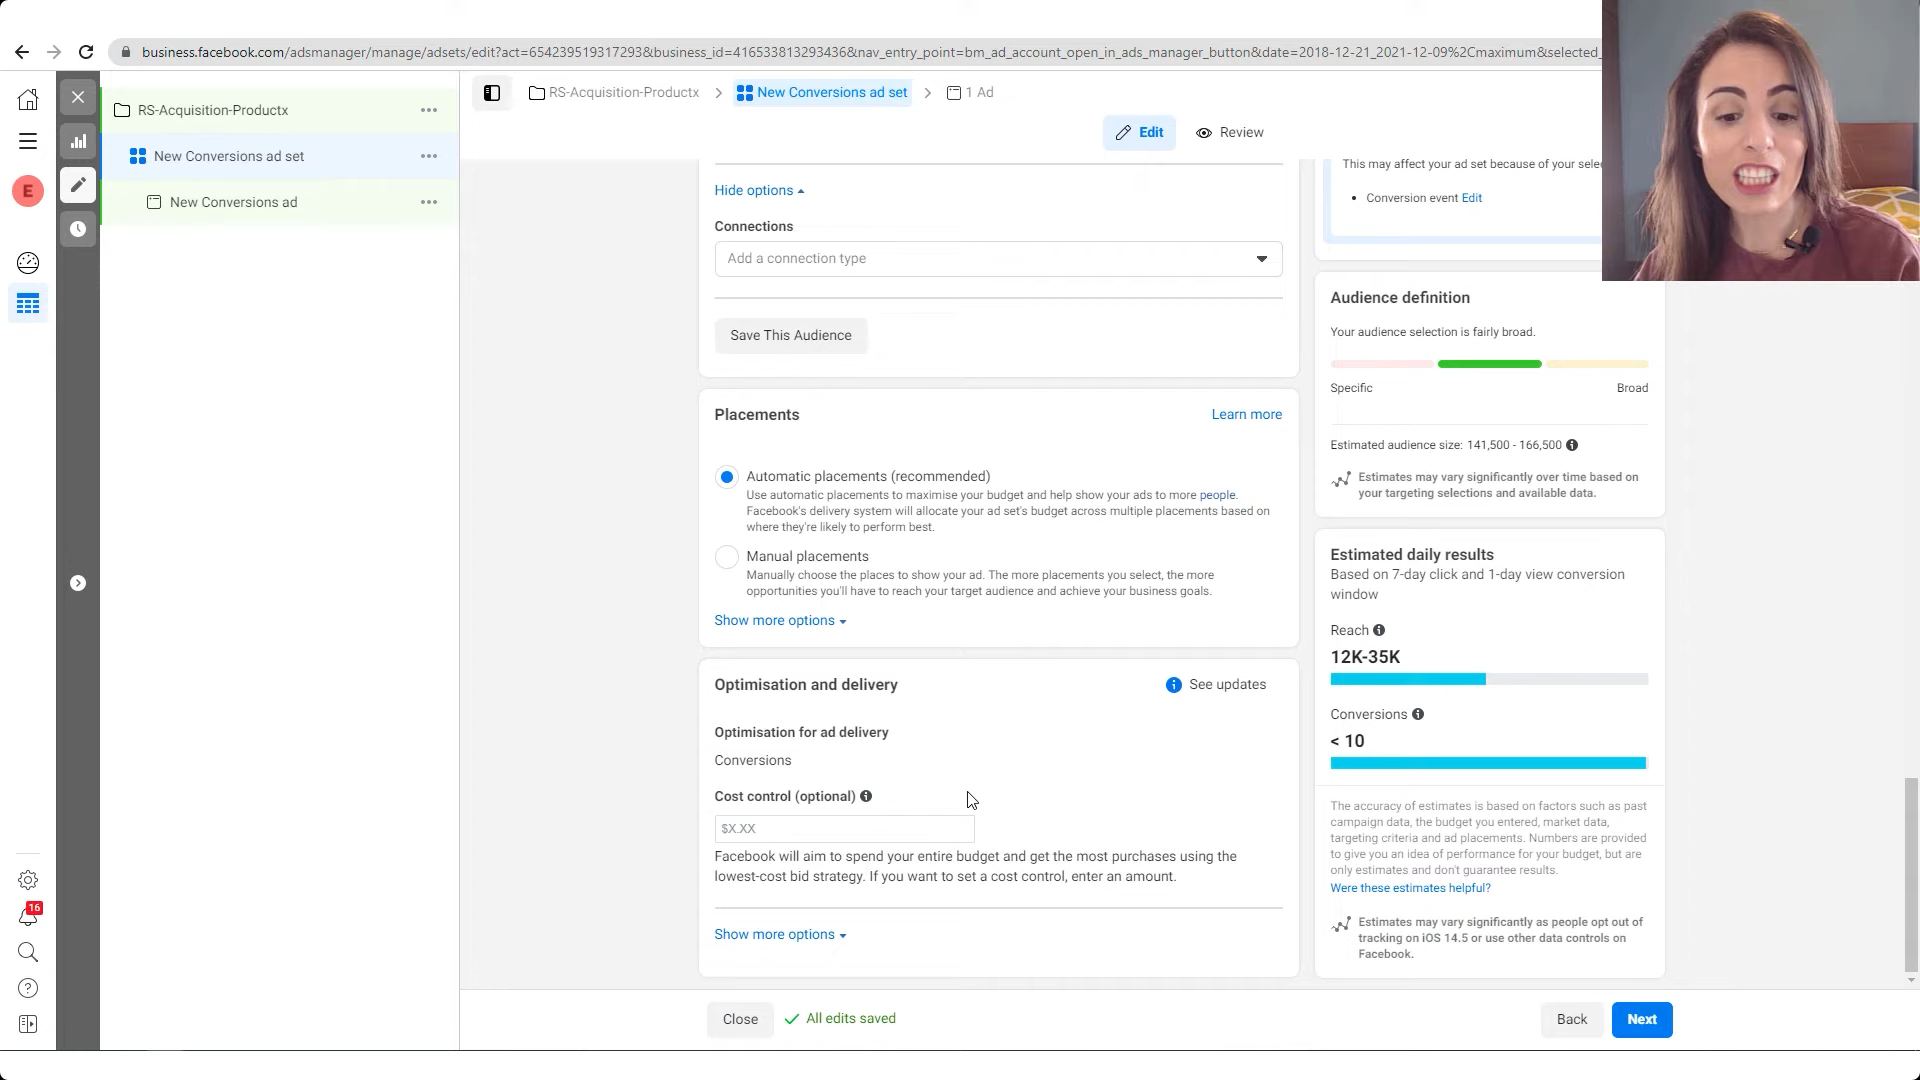 business.facebook.com/adsmanager/manage/adsets/edit?act=654239519317293&business_id=416533813293436&nav_entry_point=bm_ad_account_open_in_ads_manager_button&date=2018-12-21_2021-12-09%2Cmaximum&selected_
RS-Acquisition-Productx
New Conversions ad set
New Conversions ad
E
16
RS-Acquisition-Productx
New Conversions ad set
1 Ad
Edit
Review
Hide options
Connections
Add a connection type
Save This Audience
Placements
Learn more
Automatic placements (recommended)
Use automatic placements to maximise your budget and help show your ads to more people.
Facebook's delivery system will allocate your ad set's budget across multiple placements based on
where they're likely to perform best.
Manual placements
Manually choose the places to show your ad. The more placements you select, the more
opportunities you'll have to reach your target audience and achieve your business goals.
Show more options
Optimisation and delivery
See updates
Optimisation for ad delivery
Conversions
Cost control (optional)
$X.XX
Facebook will aim to spend your entire budget and get the most purchases using the
lowest-cost bid strategy. If you want to set a cost control, enter an amount.
Show more options
This may affect your ad set because of your sele
Conversion event Edit
Audience definition
Your audience selection is fairly broad.
Specific
Broad
Estimated audience size: 141,500 - 166,500
Estimates may vary significantly over time based on
your targeting selections and available data.
Estimated daily results
Based on 7-day click and 1-day view conversion
window
Reach
12K-35K
Conversions
< 10
The accuracy of estimates is based on factors such as past
campaign data, the budget you entered, market data,
targeting criteria and ad placements. Numbers are provided
to give you an idea of performance for your budget, but are
only estimates and don't guarantee results.
Were these estimates helpful?
Estimates may vary significantly as people opt out of
tracking on iOS 14.5 or use other data controls on
Facebook.
Close
All edits saved
Back
Next